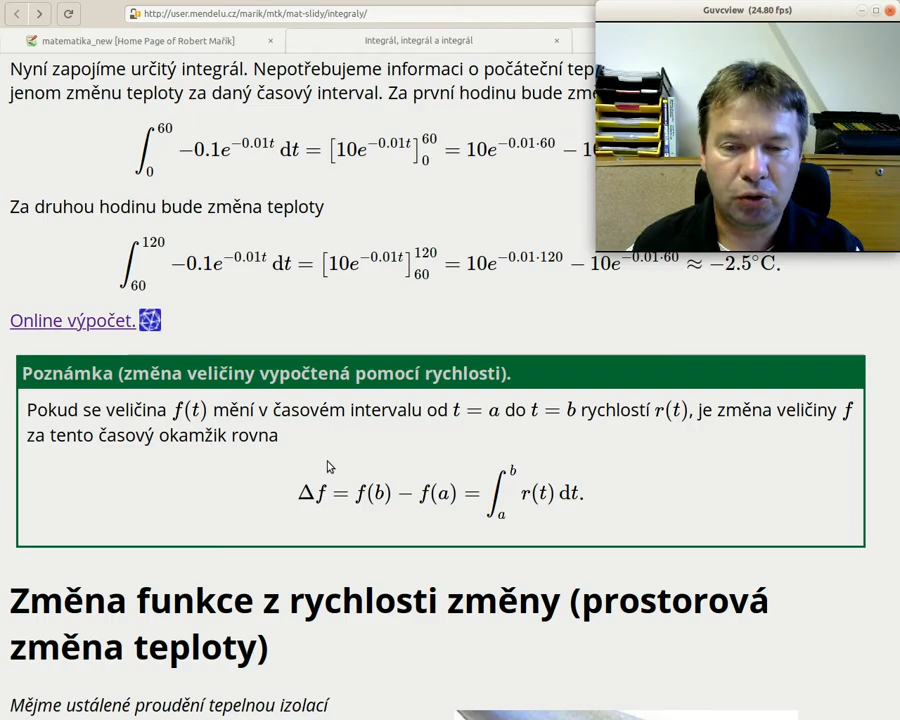 http://user.mendelu.cz/marik/mtk/mat-slidy/integraly/
Guvcview (24.80 fps)
matematika_new [Home Page of Robert Mařík]
Integrál, integrál a integrál
Nyní zapojíme určitý integrál. Nepotřebujeme informaci o počáteční
jenom změnu teploty za daný časový interval. Za první hodinu bude
∫_0^{60} −0.1e^{−0.01t} dt = [10e^{−0.01t}]_0^{60} = 10e^{−0.01·60} − 1
Za druhou hodinu bude změna teploty
∫_{60}^{120} −0.1e^{−0.01t} dt = [10e^{−0.01t}]_{60}^{120} = 10e^{−0.01·120} − 10e^{−0.01·60} ≈ −2.5°C.
Online výpočet.
Poznámka (změna veličiny vypočtená pomocí rychlosti).
Pokud se veličina f(t) mění v časovém intervalu od t = a do t = b rychlostí r(t), je změna veličiny f
za tento časový okamžik rovna
Δf = f(b) − f(a) = ∫_a^b r(t) dt.
Změna funkce z rychlosti změny (prostorová
změna teploty)
Mějme ustálené proudění tepelnou izolací